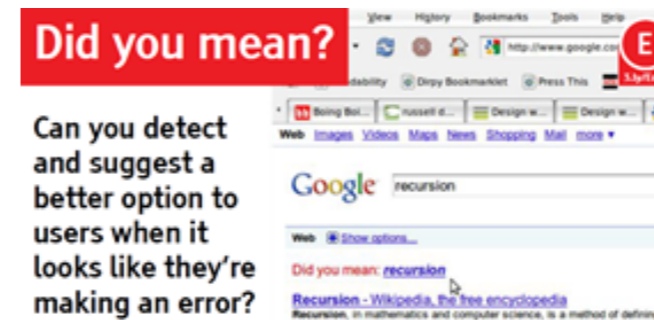 Did you mean?
Can you detect
and suggest a
better option to
users when it
looks like they're
making an error?
View History Bookmarks Tools Help
http://www.google.co
E
Dirpy Bookmarklet Press This
Boing Boi... russell d... Design w... Design w...
Web Images Videos Maps News Shopping Mail more ▼
Google recursion
Web Show options...
Did you mean: recursion
Recursion - Wikipedia, the free encyclopedia
Recursion, in mathematics and computer science, is a method of defining